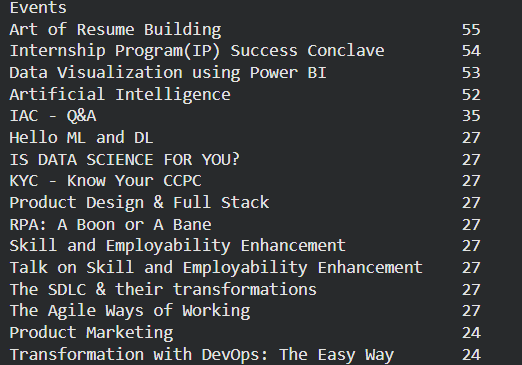 Events
Art of Resume Building 55
Internship Program(IP) Success Conclave 54
Data Visualization using Power BI 53
Artificial Intelligence 52
IAC - Q&A 35
Hello ML and DL 27
IS DATA SCIENCE FOR YOU? 27
KYC - Know Your CCPC 27
Product Design & Full Stack 27
RPA: A Boon or A Bane 27
Skill and Employability Enhancement 27
Talk on Skill and Employability Enhancement 27
The SDLC & their transformations 27
The Agile Ways of Working 27
Product Marketing 24
Transformation with DevOps: The Easy Way 24